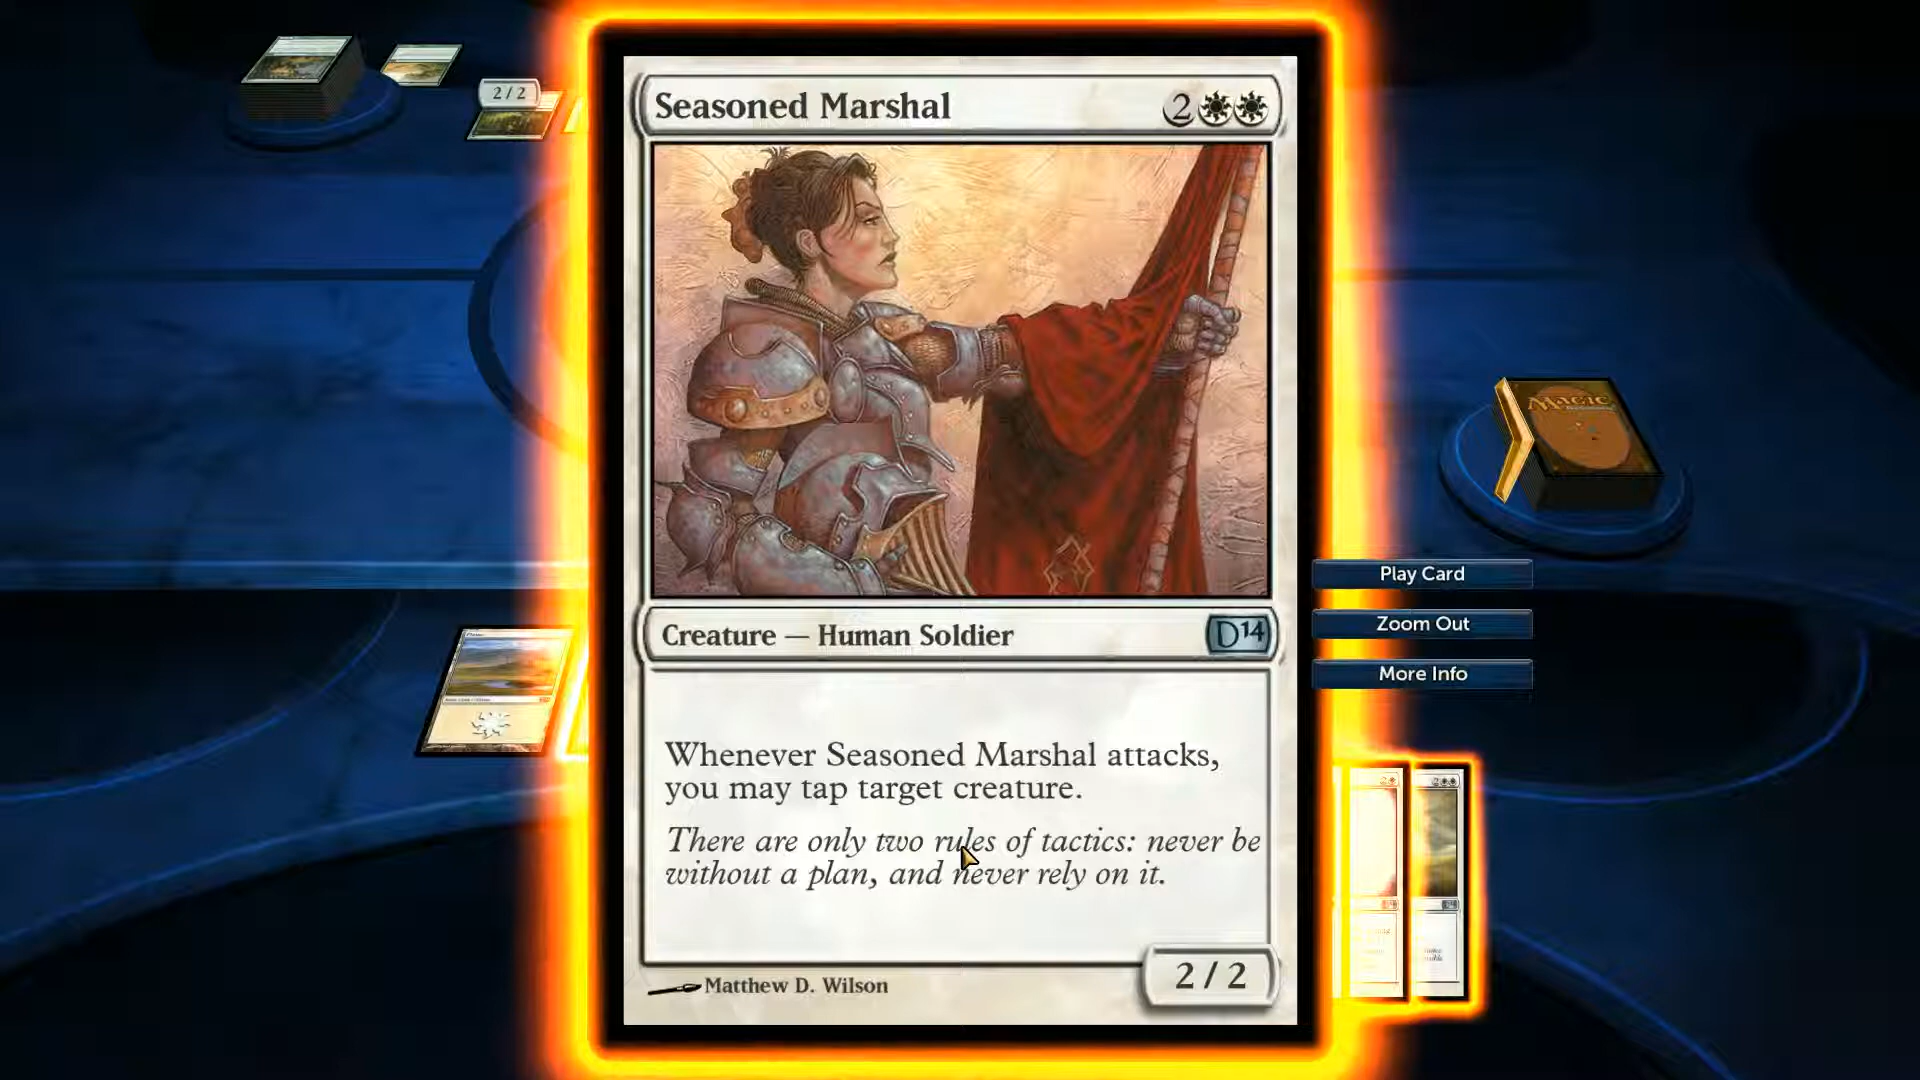 2 / 2
Seasoned Marshal
2
MAGIC
Creature — Human Soldier
D14
Play Card
Zoom Out
More Info
Whenever Seasoned Marshal attacks,
you may tap target creature.
There are only two rules of tactics: never be
without a plan, and never rely on it.
Matthew D. Wilson
2 / 2